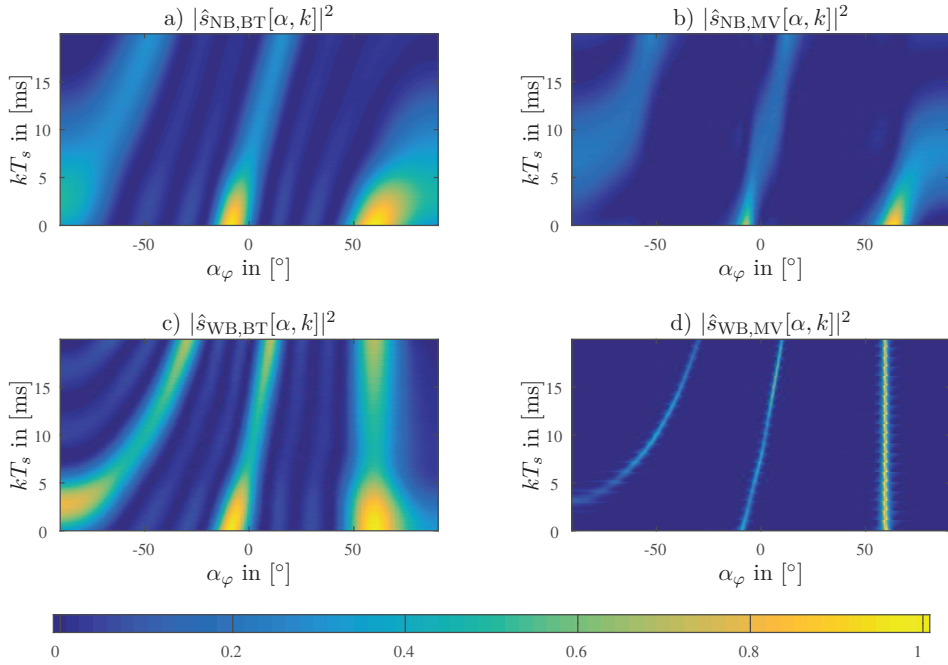 a) |ŝ_NB,BT[α, k]|²
15
10
5
0
kT_s in [ms]
-50 0 50
α_φ in [°]
b) |ŝ_NB,MV[α, k]|²
15
10
5
0
kT_s in [ms]
-50 0 50
α_φ in [°]
c) |ŝ_WB,BT[α, k]|²
15
10
5
0
kT_s in [ms]
-50 0 50
α_φ in [°]
d) |ŝ_WB,MV[α, k]|²
15
10
5
0
kT_s in [ms]
-50 0 50
α_φ in [°]
0 0.2 0.4 0.6 0.8 1